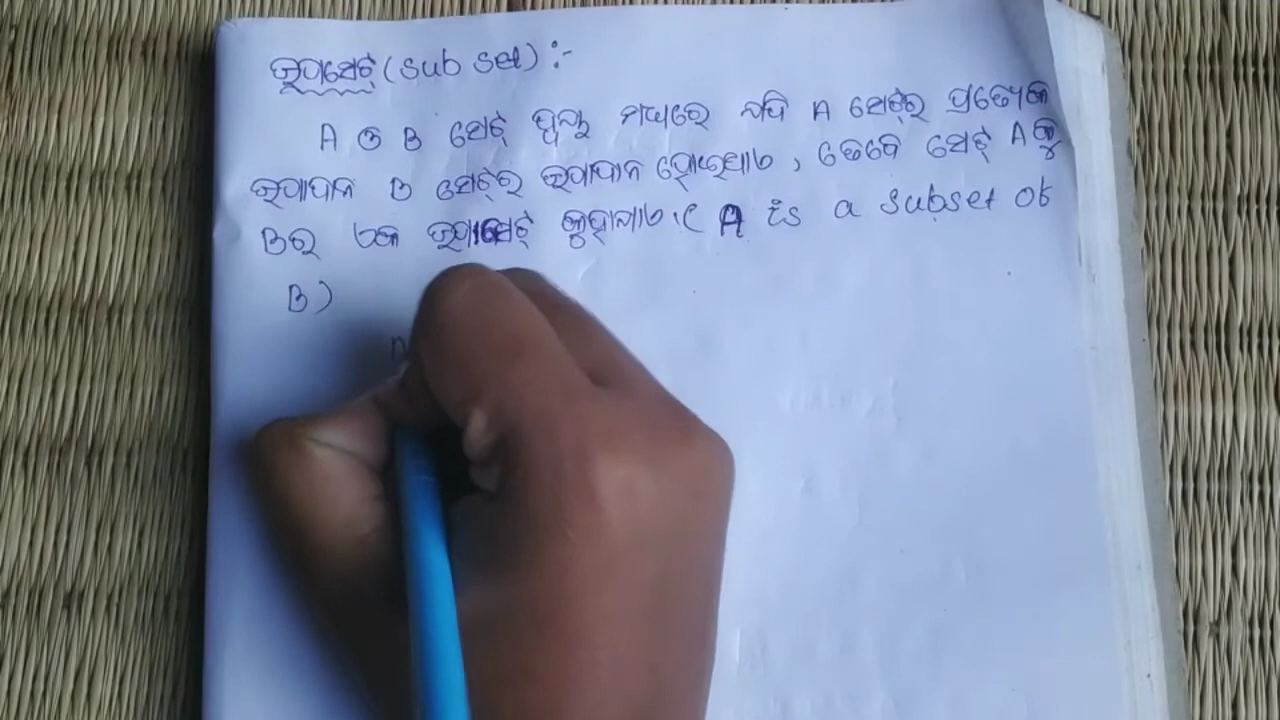 ଉପସେଟ୍ (Sub Set) :-
A ଓ B ସେଟ୍ ଦ୍ୱୟ ମଧ୍ୟରେ ଯଦି A ସେଟ୍‌ର ପ୍ରତ୍ୟେକ
ଉପାଦାନ B ସେଟ୍‌ର ଉପାଦାନ ହୋଇଥାଏ , ତେବେ ସେଟ୍ A କୁ
B ର ଏକ ଉପସେଟ୍ କୁହାଯାଏ । ( A is a subset of
B )